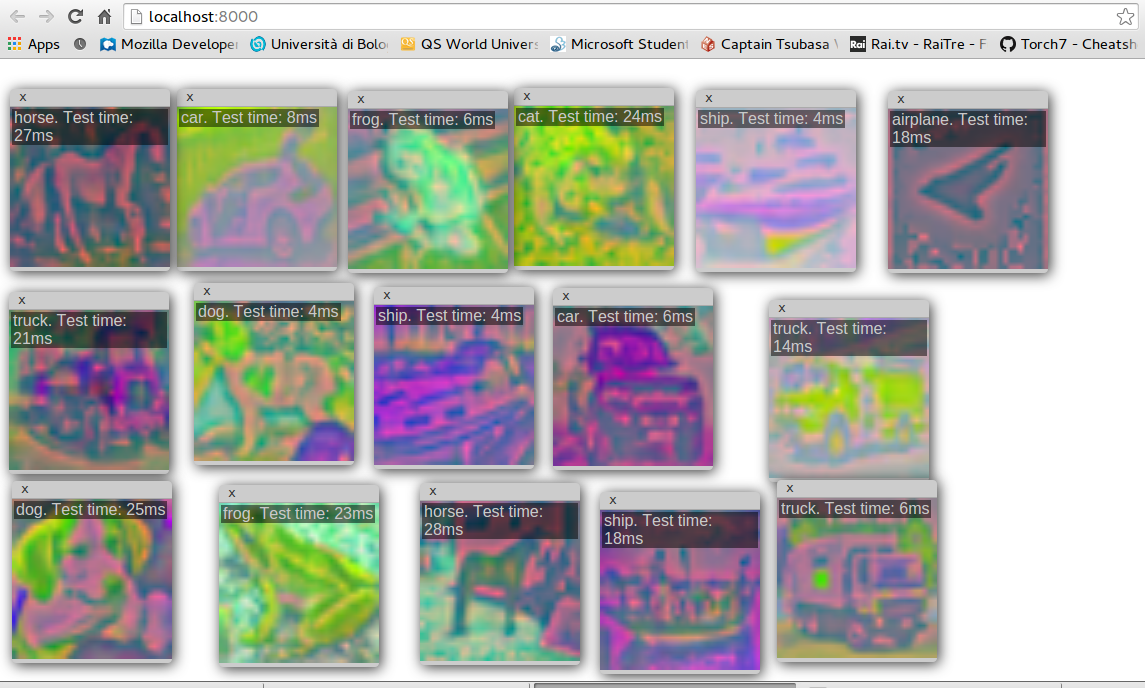 localhost:8000
Apps Mozilla Develope Università di Bolo QS World Univer Microsoft Student Captain Tsubasa Rai Rai.tv - RaiTre - F Torch7 - Cheatsh
x
horse. Test time:
27ms
x
car. Test time: 8ms
x
frog. Test time: 6ms
x
cat. Test time: 24ms
x
ship. Test time: 4ms
x
airplane. Test time:
18ms
x
truck. Test time:
21ms
x
dog. Test time: 4ms
x
ship. Test time: 4ms
x
car. Test time: 6ms
x
truck. Test time:
14ms
x
dog. Test time: 25ms
x
frog. Test time: 23ms
x
horse. Test time:
28ms
x
ship. Test time:
18ms
x
truck. Test time: 6ms